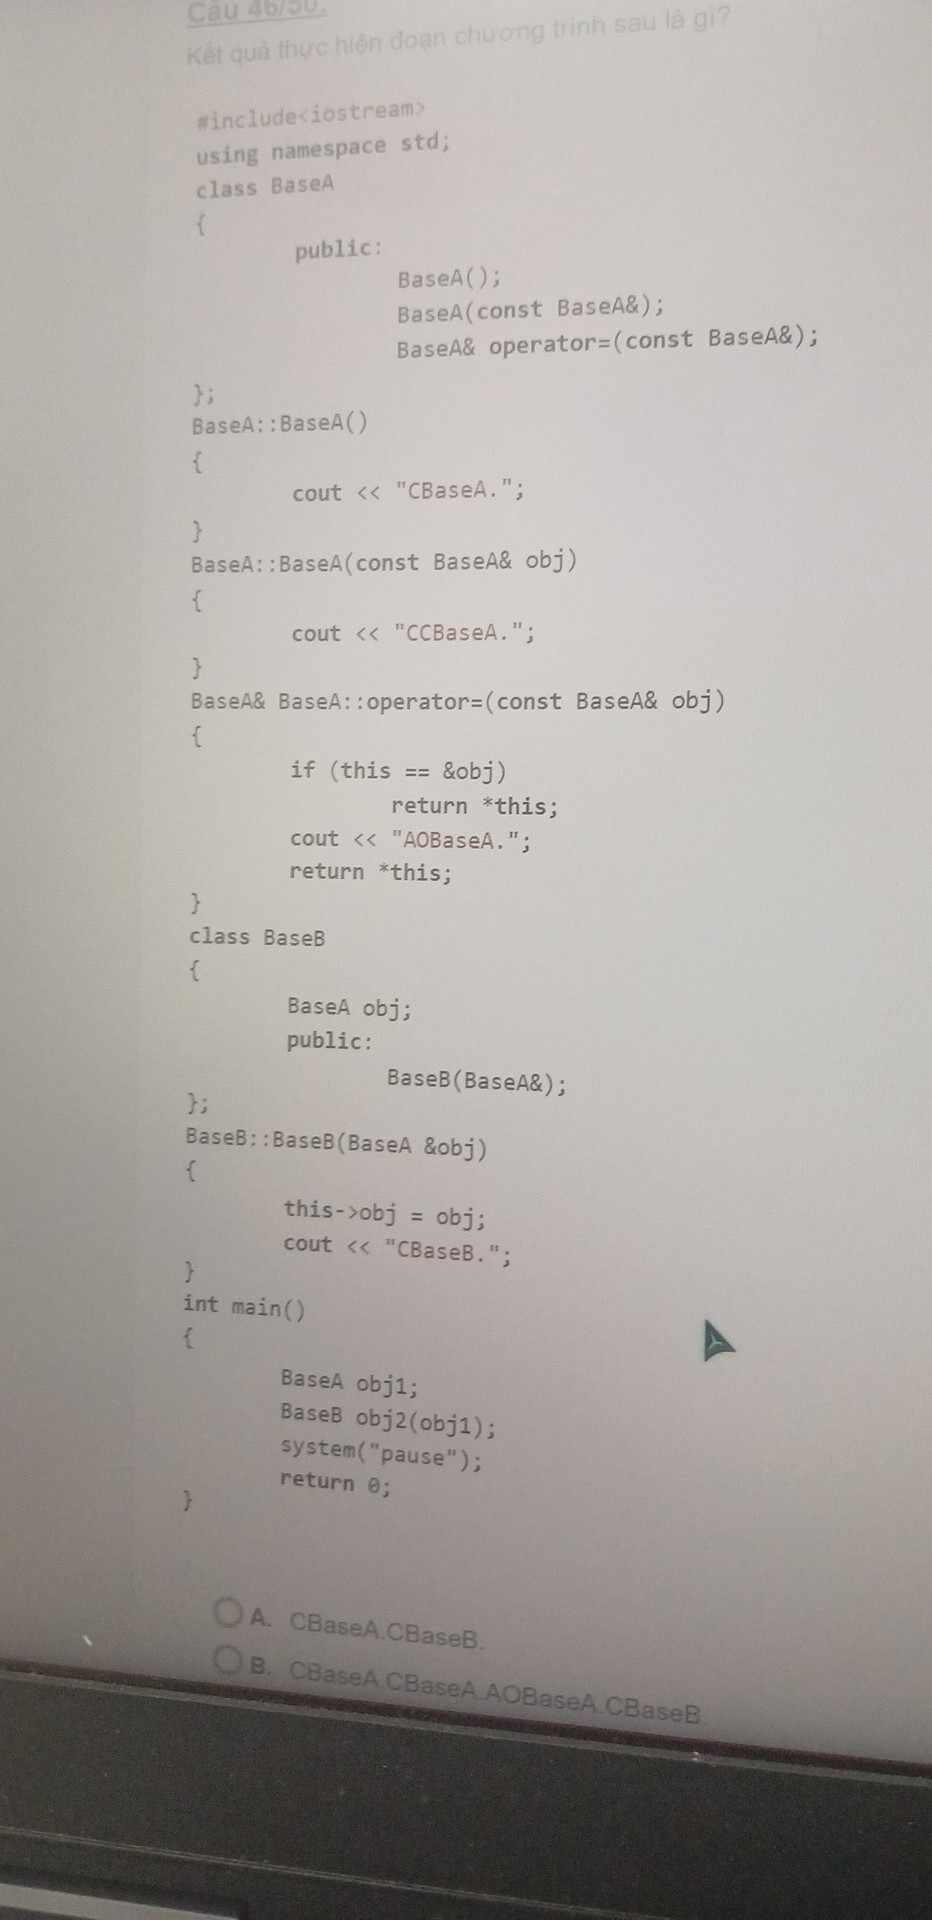 Câu 46/50.
Kết quả thực hiện đoạn chương trình sau là gì?
#include<iostream>
using namespace std;
class BaseA
{
public:
BaseA();
BaseA(const BaseA&);
BaseA& operator=(const BaseA&);
};
BaseA::BaseA()
{
cout << "CBaseA.";
}
BaseA::BaseA(const BaseA& obj)
{
cout << "CCBaseA.";
}
BaseA& BaseA::operator=(const BaseA& obj)
{
if (this == &obj)
return *this;
cout << "AOBaseA.";
return *this;
}
class BaseB
{
BaseA obj;
public:
BaseB(BaseA&);
};
BaseB::BaseB(BaseA &obj)
{
this->obj = obj;
cout << "CBaseB.";
}
int main()
{
BaseA obj1;
BaseB obj2(obj1);
system("pause");
return 0;
}
A. CBaseA.CBaseB.
B. CBaseA.CBaseA.AOBaseA.CBaseB.